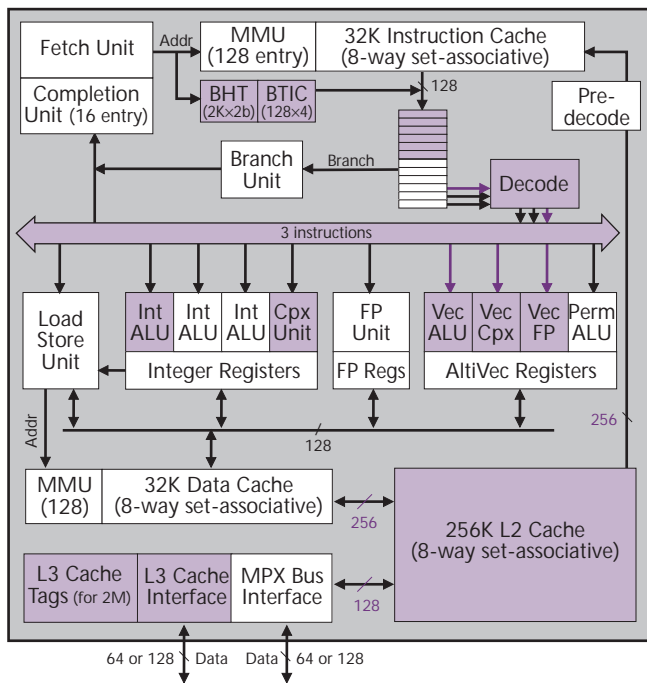 Fetch Unit
Addr
MMU
(128 entry)
32K Instruction Cache
(8-way set-associative)
Completion
Unit (16 entry)
BHT
(2K×2b)
BTIC
(128×4)
128
Pre-
decode
Branch
Unit
Branch
Decode
3 instructions
Load
Store
Unit
Int
ALU
Int
ALU
Int
ALU
Cpx
Unit
Integer Registers
FP
Unit
FP Regs
Vec
ALU
Vec
Cpx
Vec
FP
Perm
ALU
AltiVec Registers
Addr
128
256
MMU
(128)
32K Data Cache
(8-way set-associative)
256
256K L2 Cache
(8-way set-associative)
L3 Cache
Tags (for 2M)
L3 Cache
Interface
MPX Bus
Interface
128
64 or 128
Data
Data
64 or 128